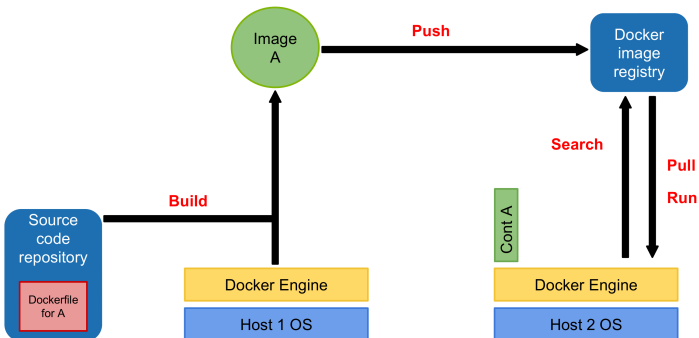 Image
A
Push
Docker
image
registry
Search
Pull
Run
Build
Cont A
Source
code
repository
Dockerfile
for A
Docker Engine
Host 1 OS
Docker Engine
Host 2 OS